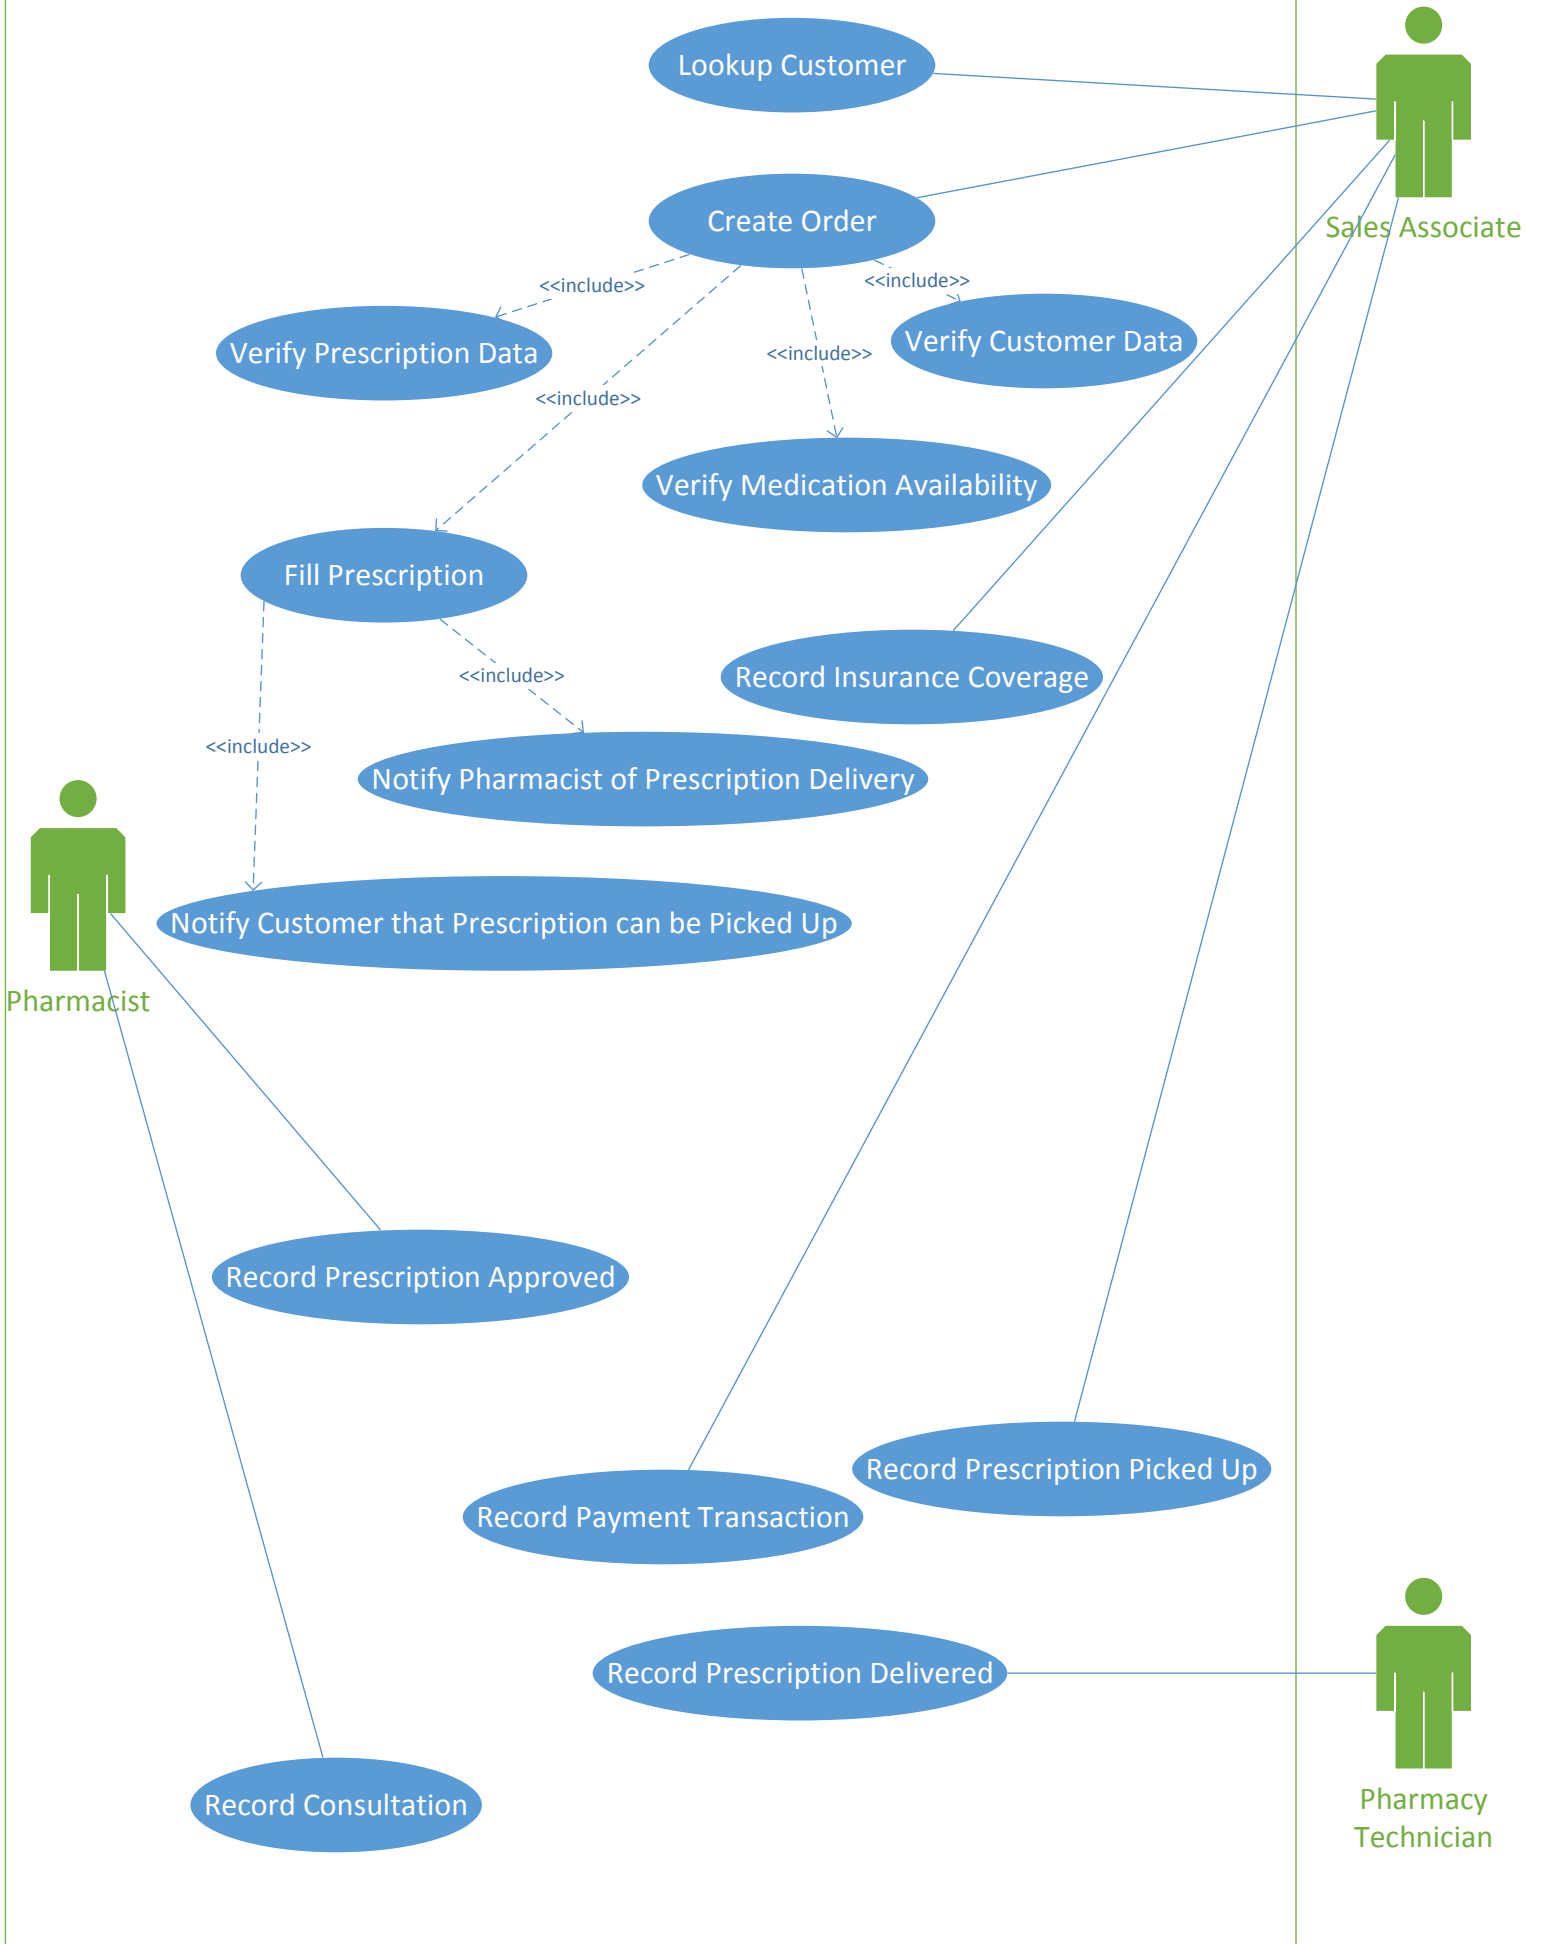 Lookup Customer
Create Order
Sales Associate
<<include>>
<<include>>
Verify Prescription Data
<<include>>
Verify Customer Data
<<include>>
Verify Medication Availability
Fill Prescription
<<include>>
Record Insurance Coverage
<<include>>
Notify Pharmacist of Prescription Delivery
Notify Customer that Prescription can be Picked Up
Pharmacist
Record Prescription Approved
Record Prescription Picked Up
Record Payment Transaction
Record Prescription Delivered
Record Consultation
Pharmacy
Technician